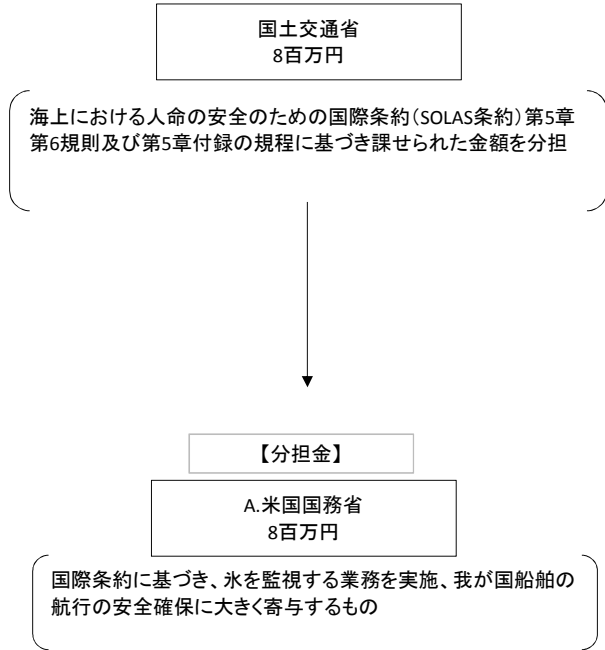 国土交通省
8百万円
海上における人命の安全のための国際条約（SOLAS条約）第5章
第6規則及び第5章付録の規程に基づき課せられた金額を分担
【分担金】
A.米国国務省
8百万円
国際条約に基づき、氷を監視する業務を実施、我が国船舶の
航行の安全確保に大きく寄与するもの